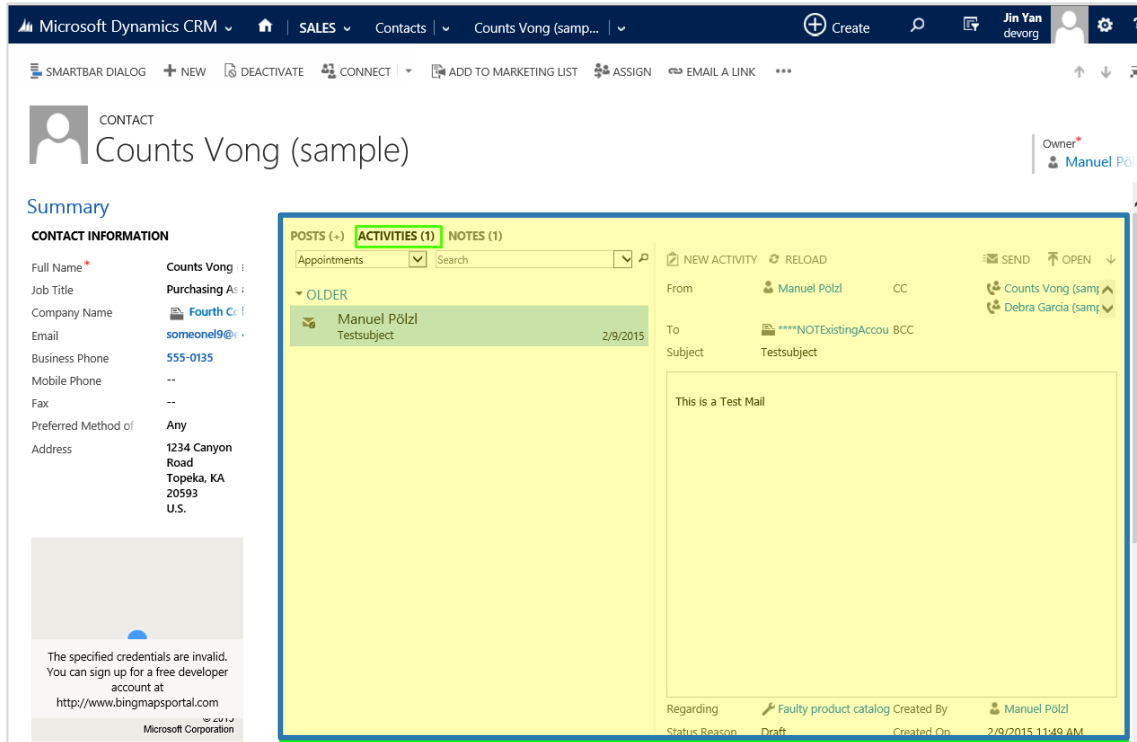 Microsoft Dynamics CRM SALES Contacts Counts Vong (samp... Create Jin Yan
devorg
SMARTBAR DIALOG NEW DEACTIVATE CONNECT ADD TO MARKETING LIST ASSIGN EMAIL A LINK •••
CONTACT
Counts Vong (sample)
Owner*
Manuel Pöl
Summary
CONTACT INFORMATION
Full Name* Counts Vong
Job Title Purchasing As
Company Name Fourth Co
Email someone19@
Business Phone 555-0135
Mobile Phone --
Fax --
Preferred Method of Any
Address 1234 Canyon
Road
Topeka, KA
20593
U.S.
The specified credentials are invalid.
You can sign up for a free developer
account at
http://www.bingmapsportal.com
© 2015
Microsoft Corporation
POSTS (+) ACTIVITIES (1) NOTES (1)
Appointments Search
OLDER
Manuel Pölzl
Testsubject 2/9/2015
NEW ACTIVITY RELOAD SEND OPEN
From Manuel Pölzl CC Counts Vong (samp
Debra Garcia (samp
To ****NOTExistingAccou BCC
Subject Testsubject
This is a Test Mail
Regarding Faulty product catalog Created By Manuel Pölzl
Status Reason Draft Created On 2/9/2015 11:49 AM